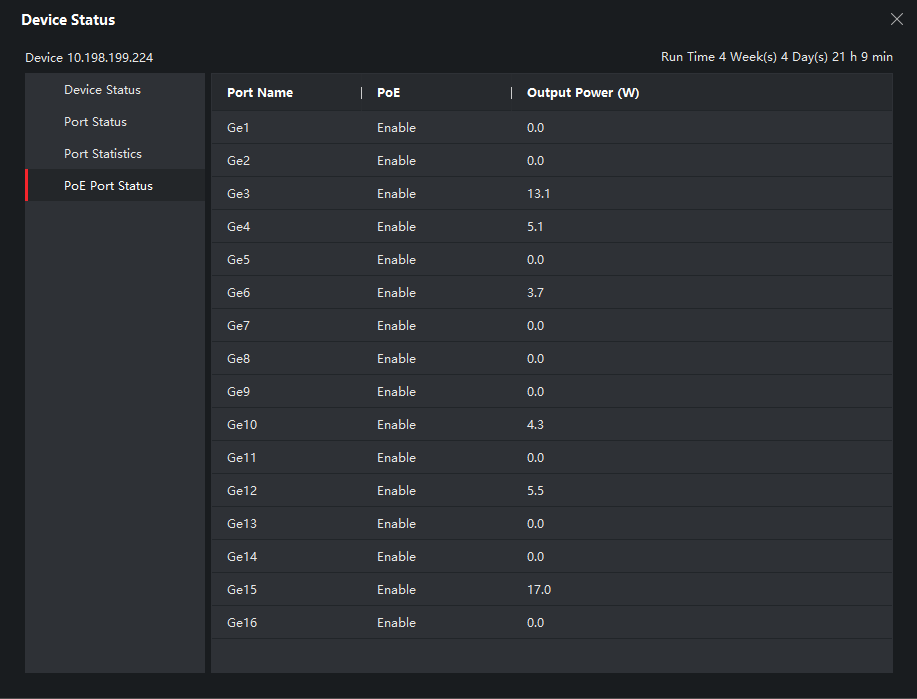 Device Status
Device 10.198.199.224
Run Time 4 Week(s) 4 Day(s) 21 h 9 min
Device Status
Port Status
Port Statistics
PoE Port Status
Port Name | PoE | Output Power (W)
Ge1 Enable 0.0
Ge2 Enable 0.0
Ge3 Enable 13.1
Ge4 Enable 5.1
Ge5 Enable 0.0
Ge6 Enable 3.7
Ge7 Enable 0.0
Ge8 Enable 0.0
Ge9 Enable 0.0
Ge10 Enable 4.3
Ge11 Enable 0.0
Ge12 Enable 5.5
Ge13 Enable 0.0
Ge14 Enable 0.0
Ge15 Enable 17.0
Ge16 Enable 0.0